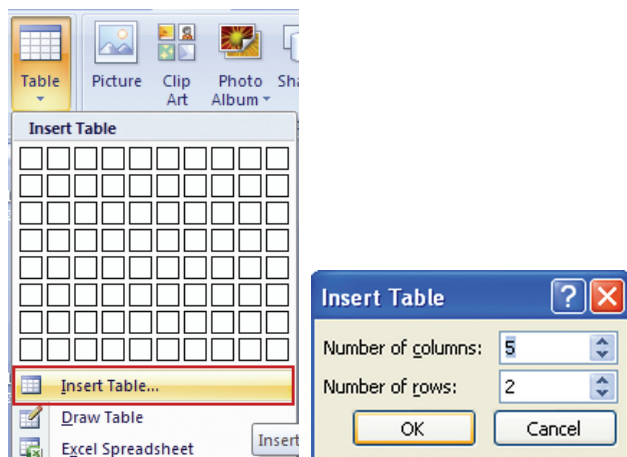 Table Picture Clip Photo
Art Album
Insert Table
Insert Table...
Draw Table
Excel Spreadsheet
Insert
Insert Table
Number of columns: 5
Number of rows: 2
OK Cancel